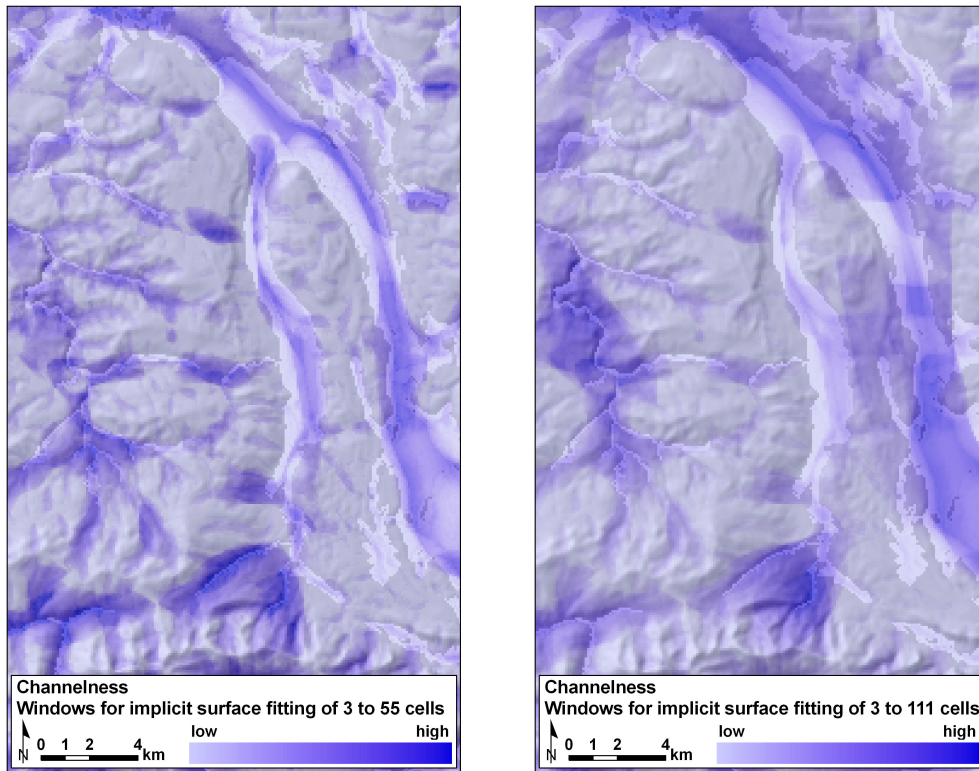 Channelness
Windows for implicit surface fitting of 3 to 55 cells
low high
N 0 1 2 4 km
Channelness
Windows for implicit surface fitting of 3 to 111 cells
low high
N 0 1 2 4 km